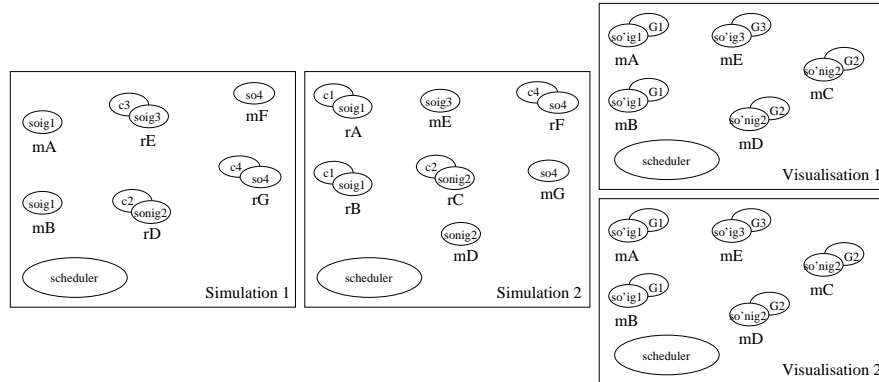 so4
c3
soig3
soig1
mF
mA
rE
c4
so4
rG
soig1
c2
sonig2
mB
rD
scheduler
Simulation 1
c1
soig1
soig3
c4
so4
rA
mE
rF
c1
soig1
c2
sonig2
so4
rB
rC
mG
sonig2
mD
scheduler
Simulation 2
so'ig1
G1
so'ig3
G3
mA
mE
so'nig2
G2
mC
so'ig1
G1
so'nig2
G2
mB
mD
scheduler
Visualisation 1
so'ig1
G1
so'ig3
G3
mA
mE
so'nig2
G2
mC
so'ig1
G1
so'nig2
G2
mB
mD
scheduler
Visualisation 2